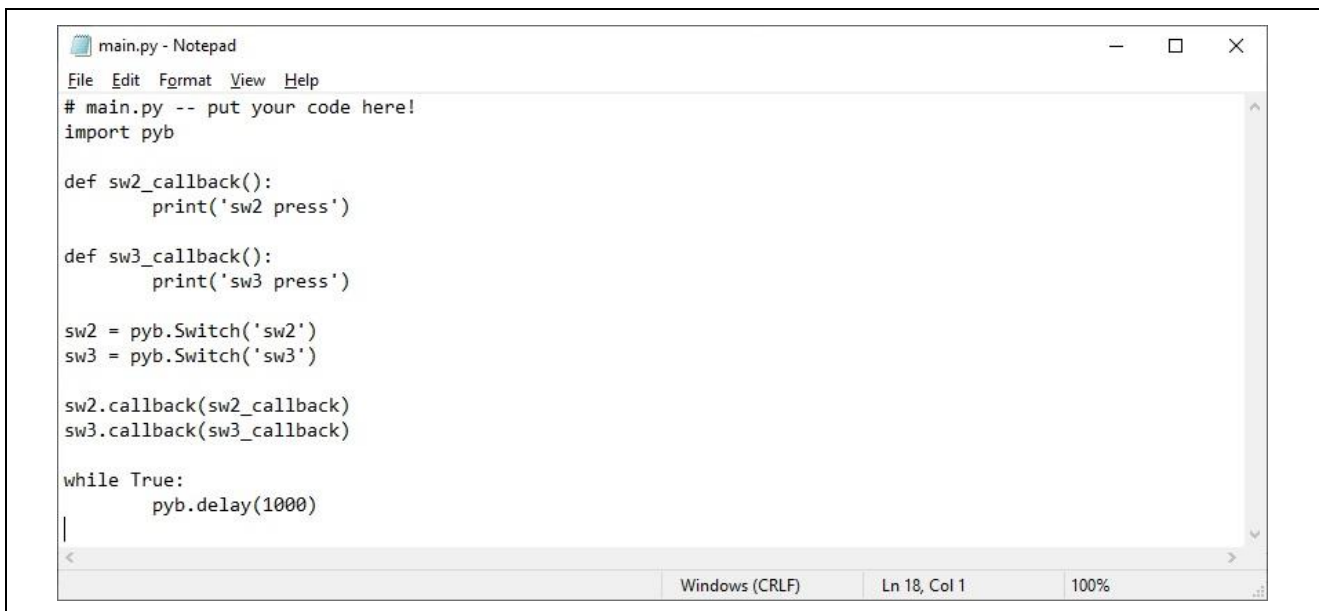 main.py - Notepad
File Edit Format View Help
# main.py -- put your code here!
import pyb
def sw2_callback():
        print('sw2 press')
def sw3_callback():
        print('sw3 press')
sw2 = pyb.Switch('sw2')
sw3 = pyb.Switch('sw3')
sw2.callback(sw2_callback)
sw3.callback(sw3_callback)
while True:
        pyb.delay(1000)
Windows (CRLF) Ln 18, Col 1 100%